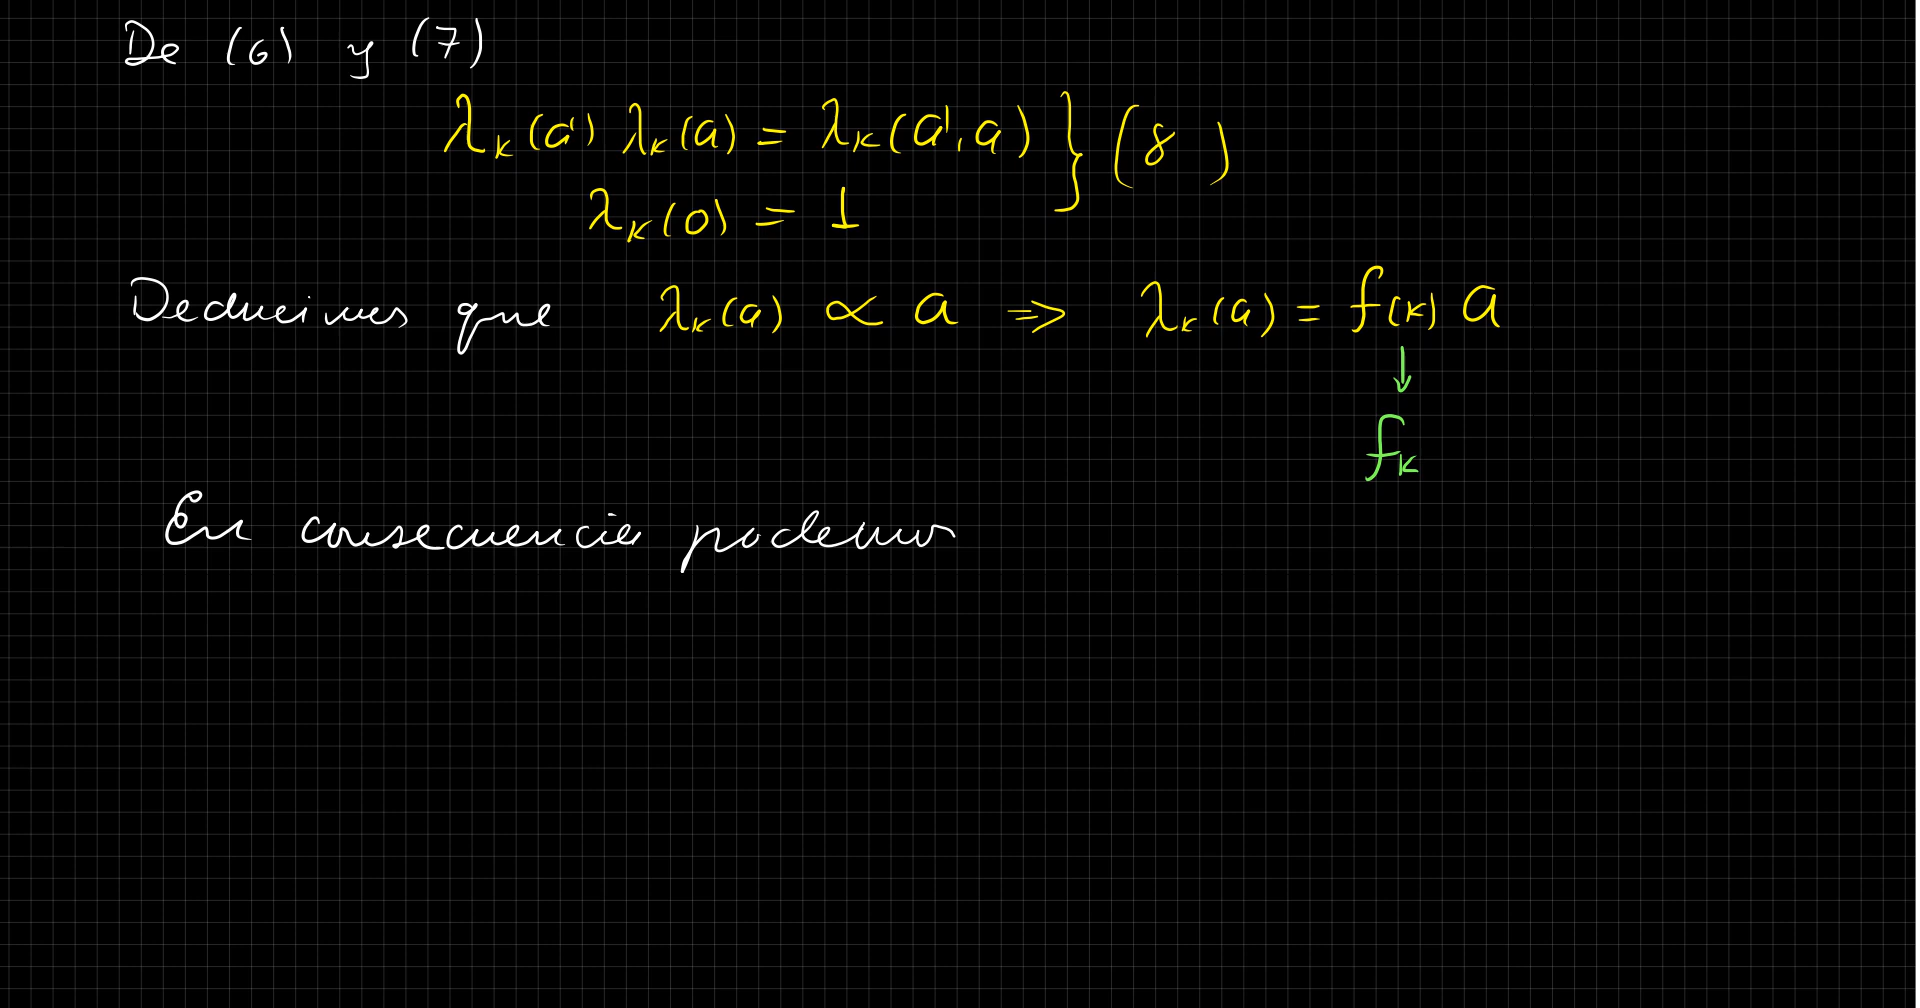 De (6) y (7)
λ_k(a') λ_k(a) = λ_k(a', a) } (8)
λ_k(0) = 1
Deducimos que λ_k(a) ∝ a ⇒ λ_k(a) = f(k) a
↓
f_k
En consecuencia podemos